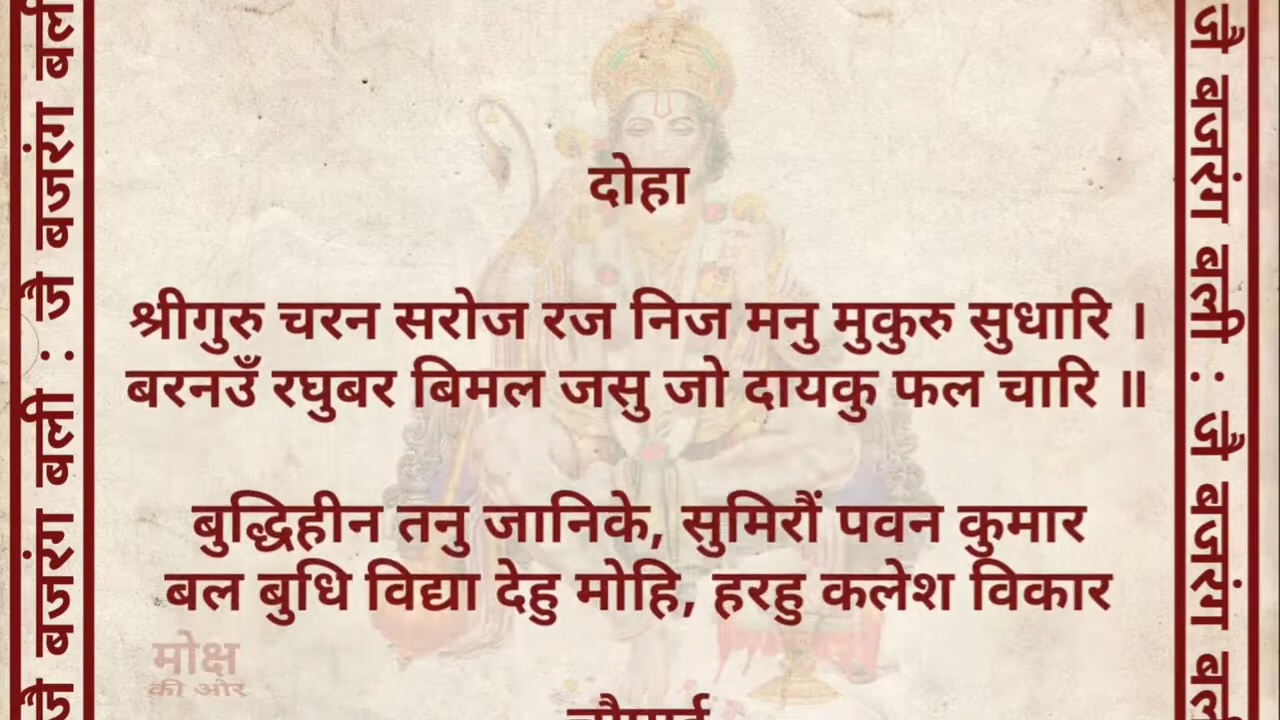 दोहा
श्रीगुरु चरन सरोज रज निज मनु मुकुरु सुधारि ।
बरनउँ रघुबर बिमल जसु जो दायकु फल चारि ॥
बुद्धिहीन तनु जानिके, सुमिरौं पवन कुमार
बल बुधि विद्या देहु मोहि, हरहु कलेश विकार
मोक्ष
की ओर
जै बजरंग बली : जै बजरंग बली
जै बजरंग बली : जै बजरंग बली